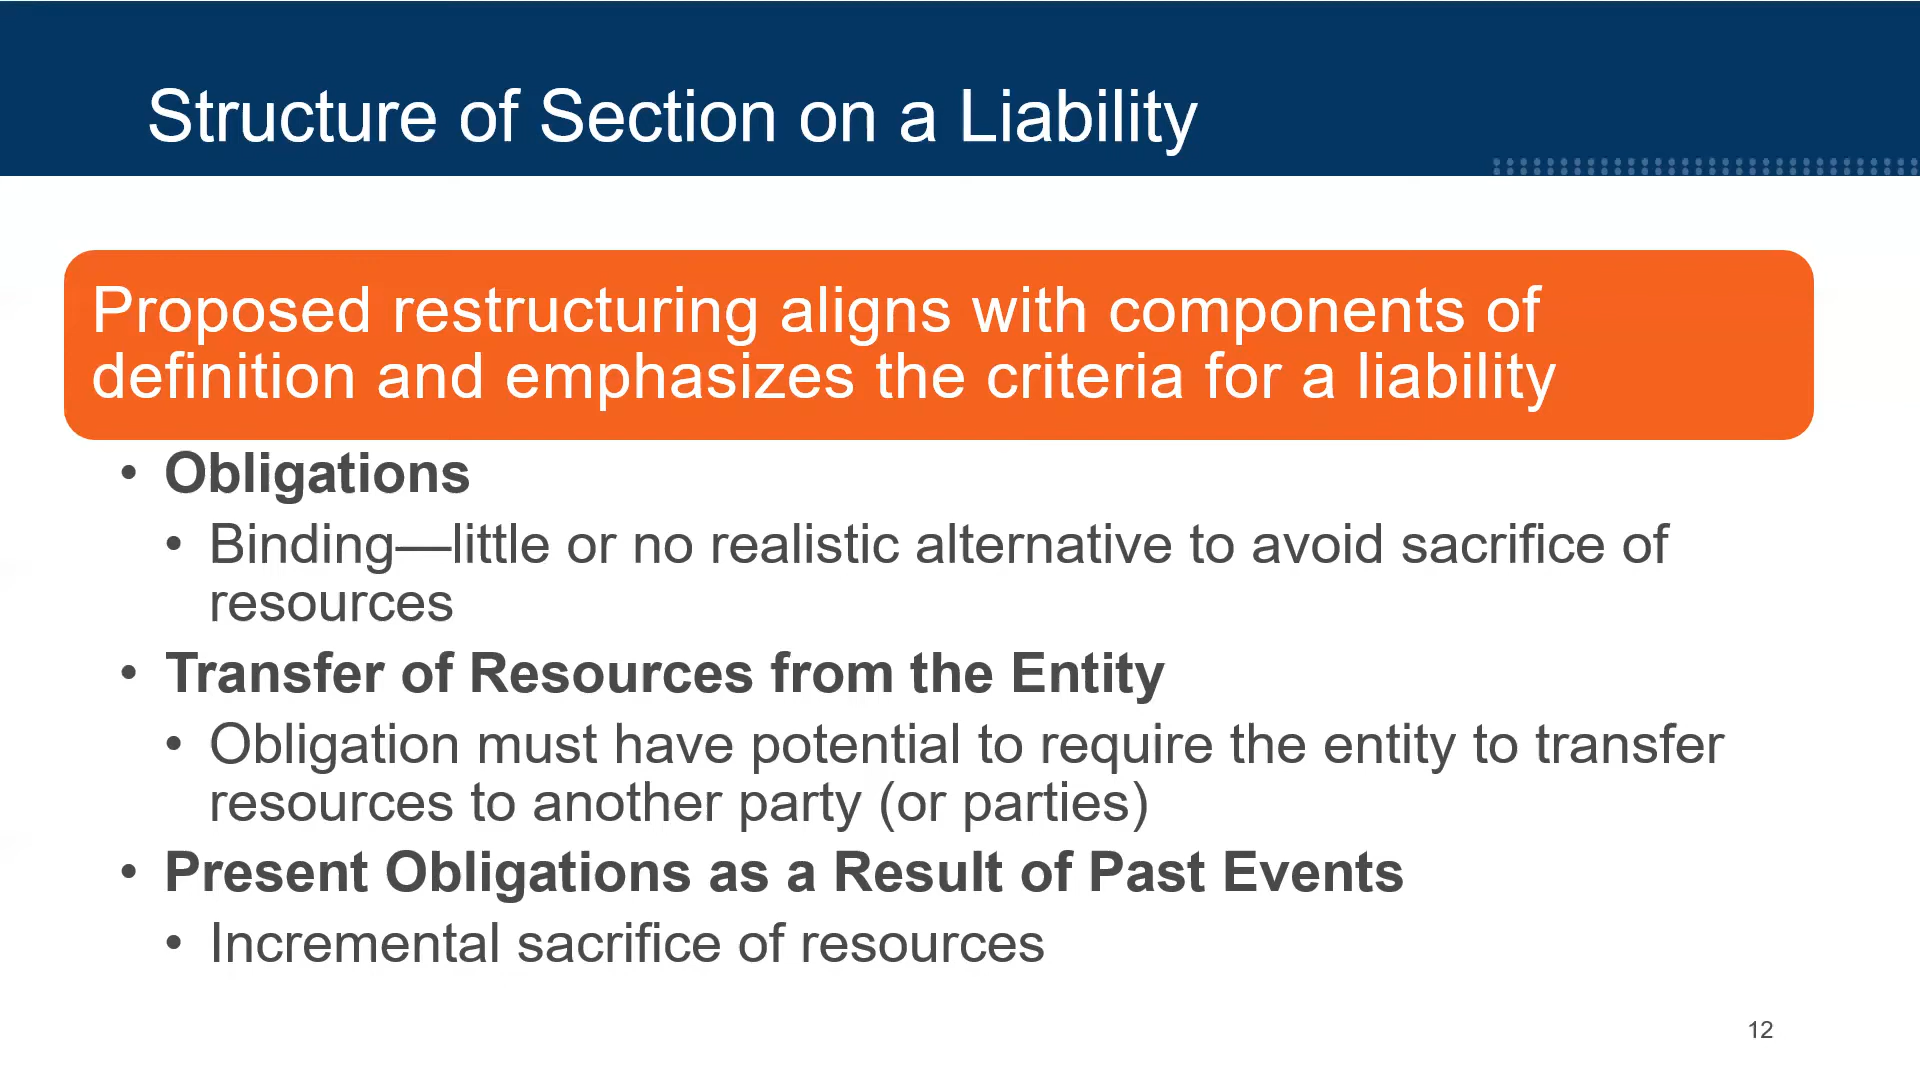 Structure of Section on a Liability
Proposed restructuring aligns with components of
definition and emphasizes the criteria for a liability
• Obligations
• Binding—little or no realistic alternative to avoid sacrifice of
resources
• Transfer of Resources from the Entity
• Obligation must have potential to require the entity to transfer
resources to another party (or parties)
• Present Obligations as a Result of Past Events
• Incremental sacrifice of resources
12